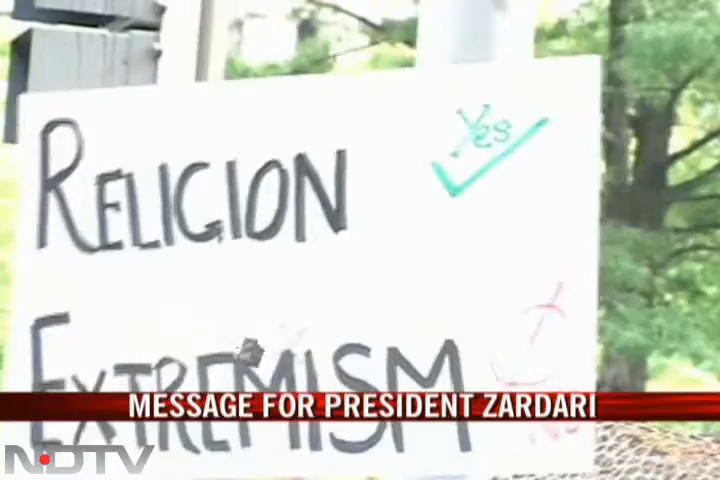 RELIGION Yes
EXTREMISM
MESSAGE FOR PRESIDENT ZARDARI
NDTV